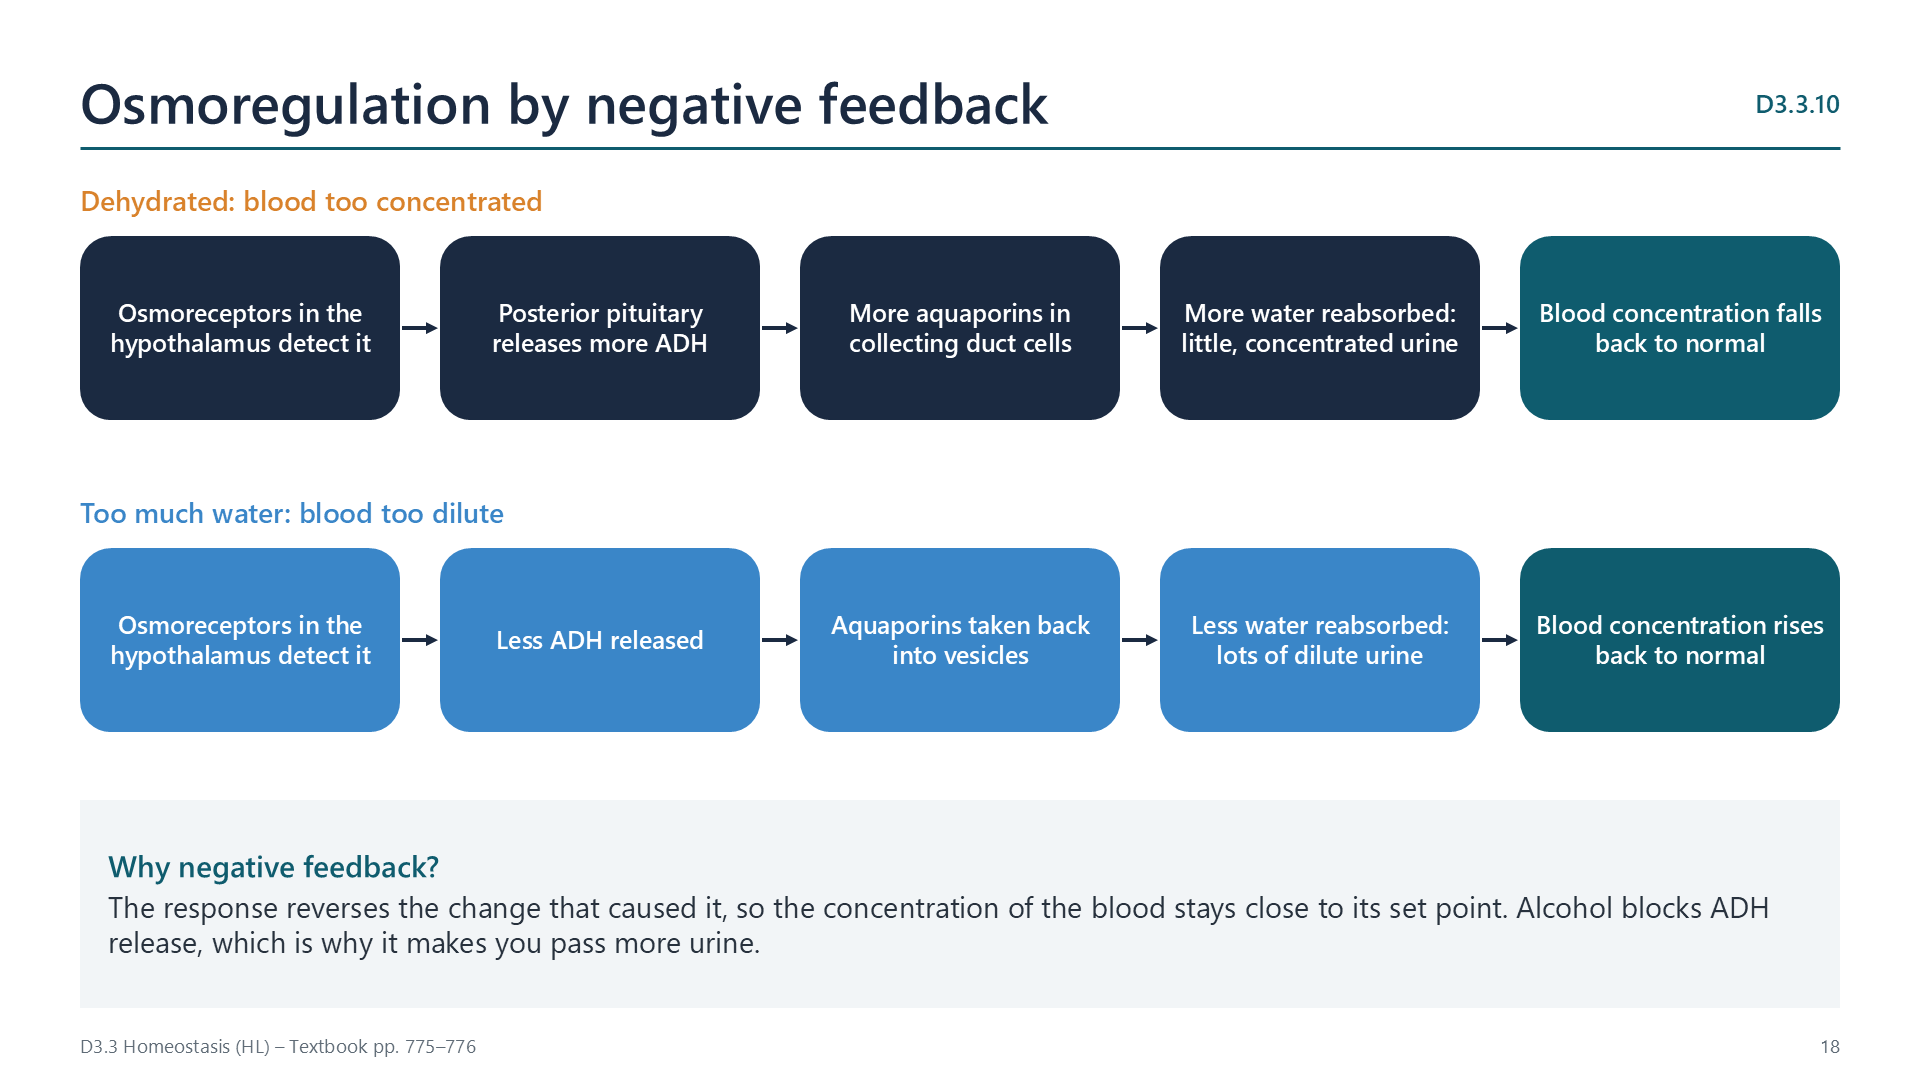 Osmoregulation by negative feedback
D3.3.10
Dehydrated: blood too concentrated
Osmoreceptors in the
hypothalamus detect it
Posterior pituitary
releases more ADH
More aquaporins in
collecting duct cells
More water reabsorbed:
little, concentrated urine
Blood concentration falls
back to normal
Too much water: blood too dilute
Osmoreceptors in the
hypothalamus detect it
Less ADH released
Aquaporins taken back
into vesicles
Less water reabsorbed:
lots of dilute urine
Blood concentration rises
back to normal
Why negative feedback?
The response reverses the change that caused it, so the concentration of the blood stays close to its set point. Alcohol blocks ADH
release, which is why it makes you pass more urine.
D3.3 Homeostasis (HL) – Textbook pp. 775–776
18